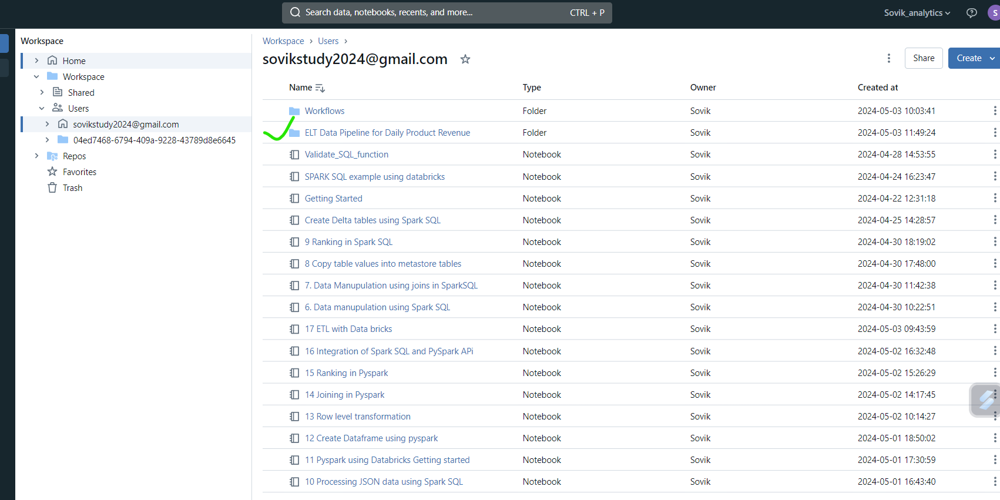 Search data, notebooks, recents, and more... CTRL + P
Sovik_analytics
S
Workspace
Home
Workspace
Shared
Users
sovikstudy2024@gmail.com
04ed7468-6794-409a-9228-43789d8e6645
Repos
Favorites
Trash
Workspace > Users >
sovikstudy2024@gmail.com
Share
Create
Name Type Owner Created at
Workflows Folder Sovik 2024-05-03 10:03:41
ELT Data Pipeline for Daily Product Revenue Folder Sovik 2024-05-03 11:49:24
Validate_SQL_function Notebook Sovik 2024-04-28 14:53:55
SPARK SQL example using databricks Notebook Sovik 2024-04-24 16:23:47
Getting Started Notebook Sovik 2024-04-22 12:31:18
Create Delta tables using Spark SQL Notebook Sovik 2024-04-25 14:28:57
9 Ranking in Spark SQL Notebook Sovik 2024-04-30 18:19:02
8 Copy table values into metastore tables Notebook Sovik 2024-04-30 17:48:00
7. Data Manupulation using joins in SparkSQL Notebook Sovik 2024-04-30 11:42:38
6. Data manupulation using Spark SQL Notebook Sovik 2024-04-30 10:22:51
17 ETL with Data bricks Notebook Sovik 2024-05-03 09:43:59
16 Integration of Spark SQL and PySpark APi Notebook Sovik 2024-05-02 16:32:48
15 Ranking in Pyspark Notebook Sovik 2024-05-02 15:26:29
14 Joining in Pyspark Notebook Sovik 2024-05-02 14:17:45
13 Row level transformation Notebook Sovik 2024-05-02 10:14:27
12 Create Dataframe using pyspark Notebook Sovik 2024-05-01 18:50:02
11 Pyspark using Databricks Getting started Notebook Sovik 2024-05-01 17:30:59
10 Processing JSON data using Spark SQL Notebook Sovik 2024-05-01 16:43:40